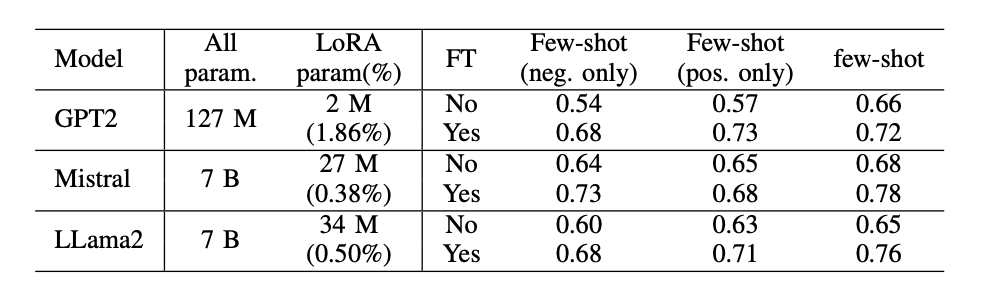 Model All param. LoRA param(%) FT Few-shot (neg. only) Few-shot (pos. only) few-shot
GPT2 127 M 2 M (1.86%) No 0.54 0.57 0.66
Yes 0.68 0.73 0.72
Mistral 7 B 27 M (0.38%) No 0.64 0.65 0.68
Yes 0.73 0.68 0.78
LLama2 7 B 34 M (0.50%) No 0.60 0.63 0.65
Yes 0.68 0.71 0.76